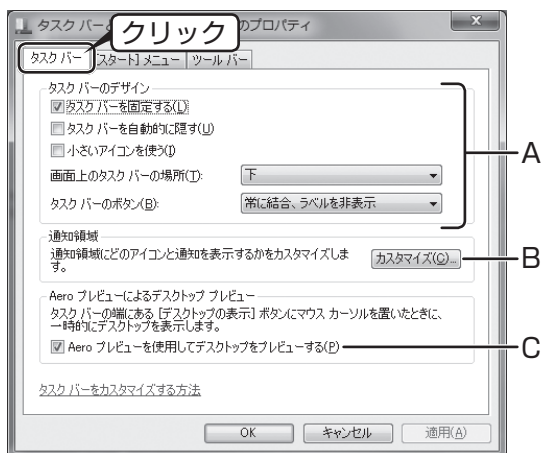 タスク バーと
のプロパティ
クリック
タスク バー
[スタート] メニュー
ツール バー
タスク バーのデザイン
タスク バーを固定する(L)
タスク バーを自動的に隠す(U)
小さいアイコンを使う(I)
画面上のタスク バーの場所(T):
下
タスク バーのボタン(B):
常に結合、ラベルを非表示
A
通知領域
通知領域にどのアイコンと通知を表示するかをカスタマイズしま
す。
カスタマイズ(C)...
B
Aero プレビューによるデスクトップ プレビュー
タスク バーの端にある [デスクトップの表示] ボタンにマウス カーソルを置いたときに、
一時的にデスクトップを表示します。
Aero プレビューを使用してデスクトップをプレビューする(P)
C
タスク バーをカスタマイズする方法
OK
キャンセル
適用(A)